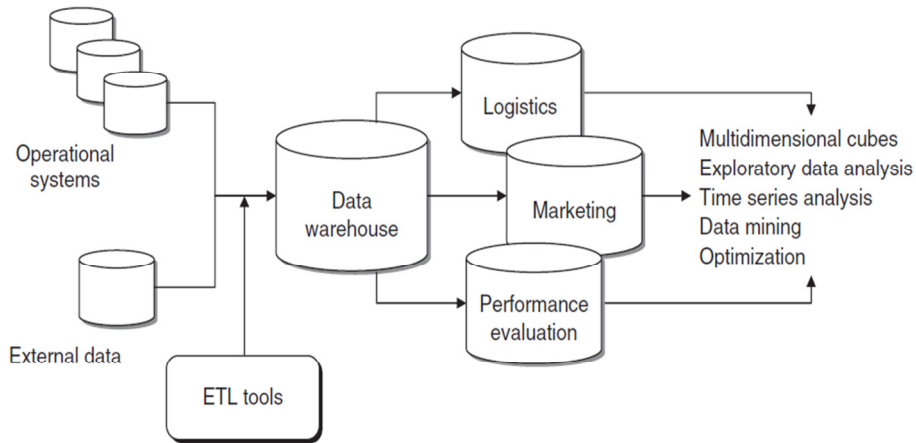 Operational
systems
External data
ETL tools
Data
warehouse
Logistics
Marketing
Performance
evaluation
Multidimensional cubes
Exploratory data analysis
Time series analysis
Data mining
Optimization